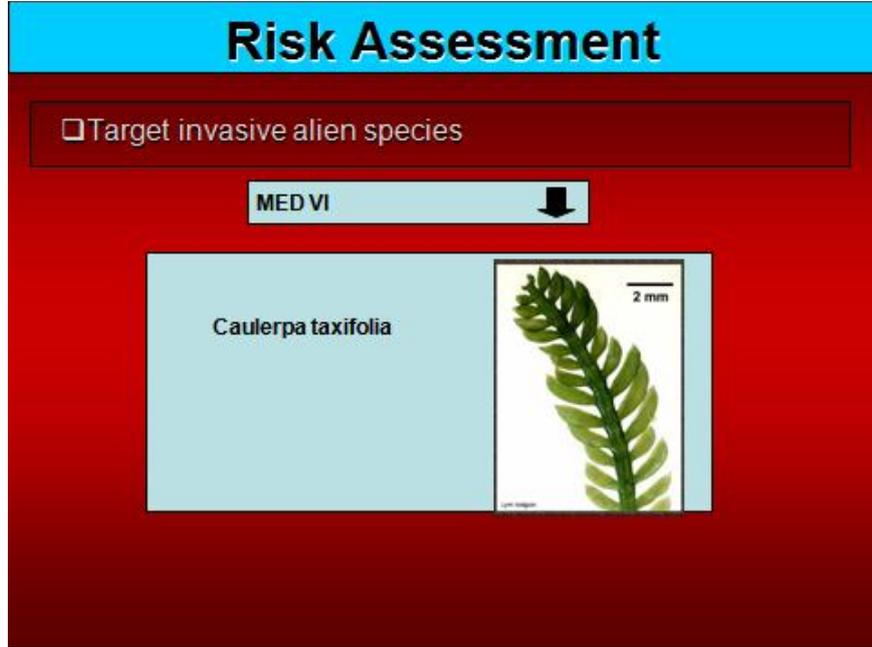 Risk Assessment
❑Target invasive alien species
MED VI
Caulerpa taxifolia
2 mm